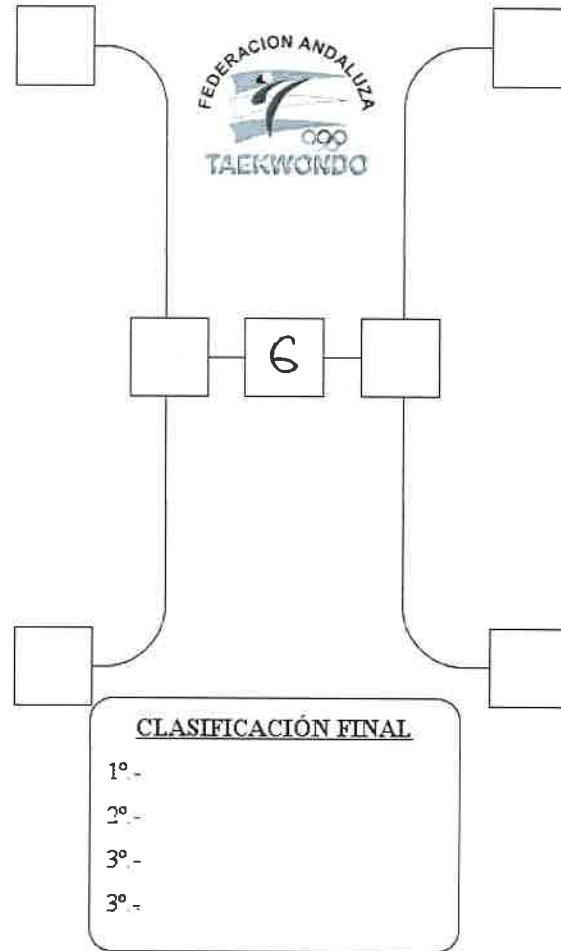 FEDERACION ANDALUZA
TAEKWONDO
6
CLASIFICACIÓN FINAL
1º.-
2º.-
3º.-
3º.-